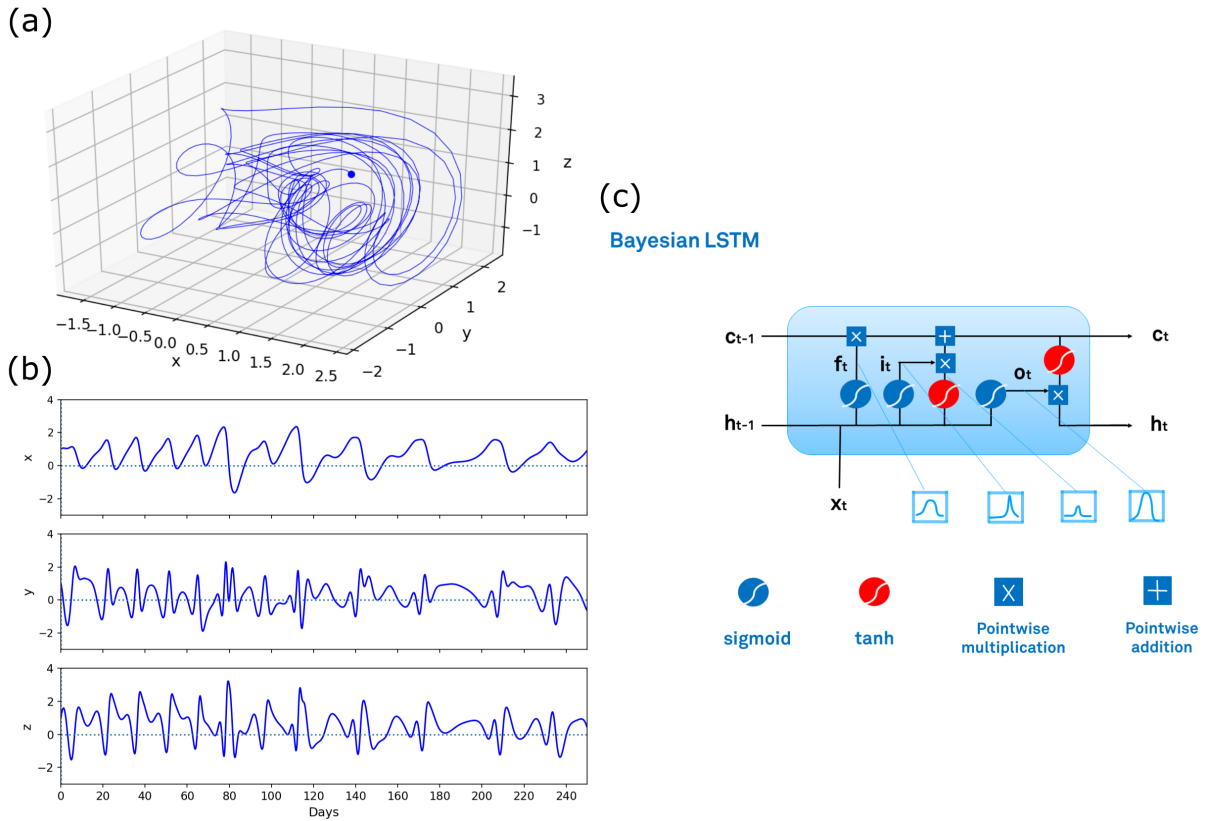 (a)
3
2
1
0
−1
z
−1.5
−1.0
−0.5
0.0
0.5
1.0
1.5
2.0
2.5
x
−2
−1
0
1
2
y
(b)
4
2
0
−2
x
4
2
0
−2
y
4
2
0
−2
z
0 20 40 60 80 100 120 140 160 180 200 220 240
Days
(c)
Bayesian LSTM
ct-1
ct
ft
it
ot
ht-1
ht
xt
sigmoid
tanh
Pointwise
multiplication
Pointwise
addition